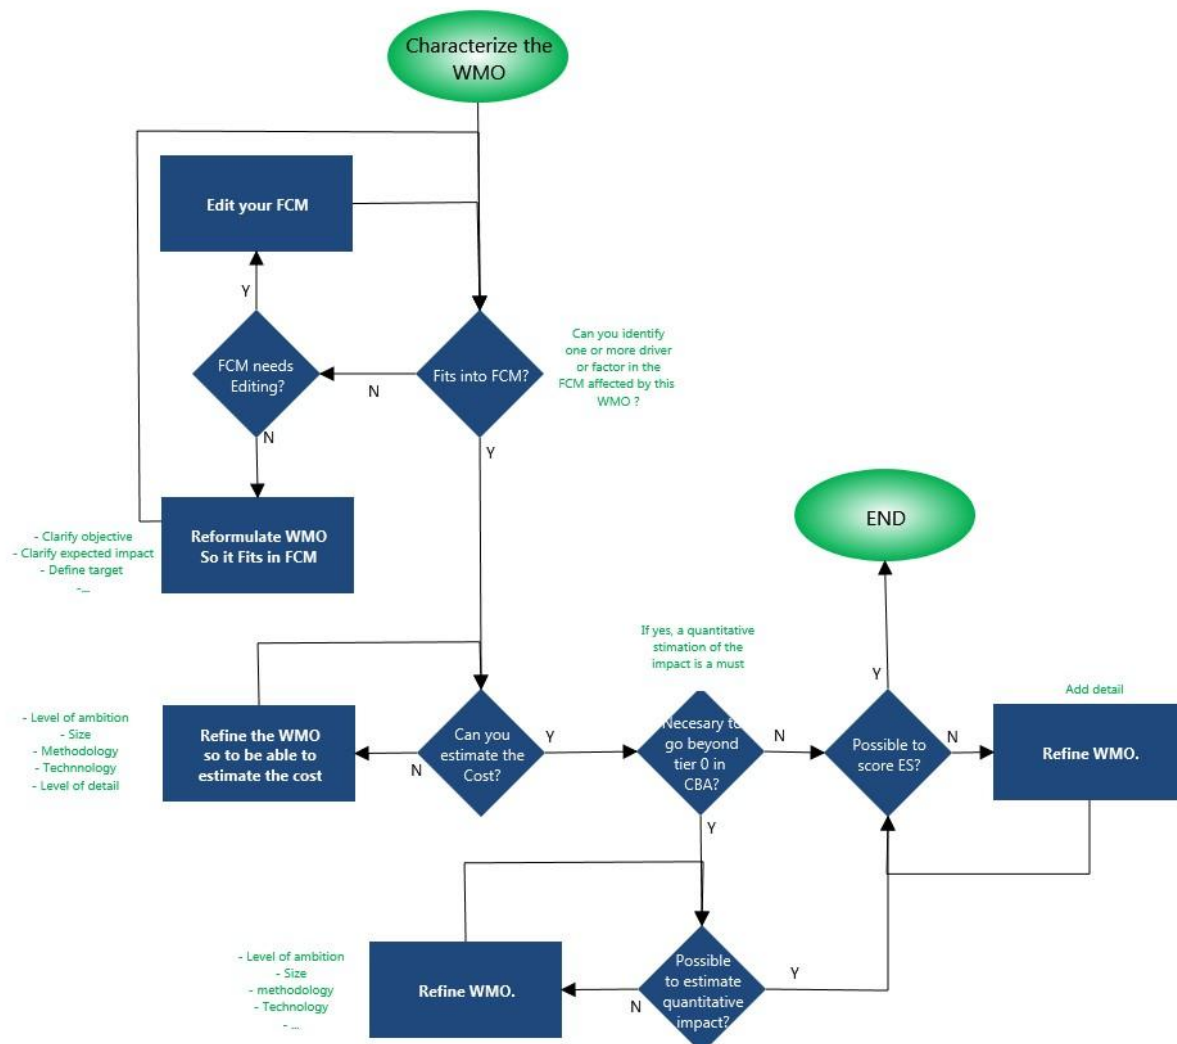 Characterize the
WMO
Edit your FCM
Y
FCM needs
Editing?
N
Fits into FCM?
Can you identify
one or more driver
or factor in the
FCM affected by this
WMO ?
N
Y
- Clarify objective
- Clarify expected impact
- Define target
-...
Reformulate WMO
So it Fits in FCM
END
If yes, a quantitative
stimation of the
impact is a must
Y
Add detail
- Level of ambition
- Size
- Methodology
- Technnology
- Level of detail
Refine the WMO
so to be able to
estimate the cost
N
Can you
estimate the
Cost?
Y
Necesary to
go beyond
tier 0 in
CBA?
N
Possible to
score ES?
N
Refine WMO.
Y
- Level of ambition
- Size
- methodology
- Technology
- ...
Refine WMO.
N
Possible
to estimate
quantitative
impact?
Y